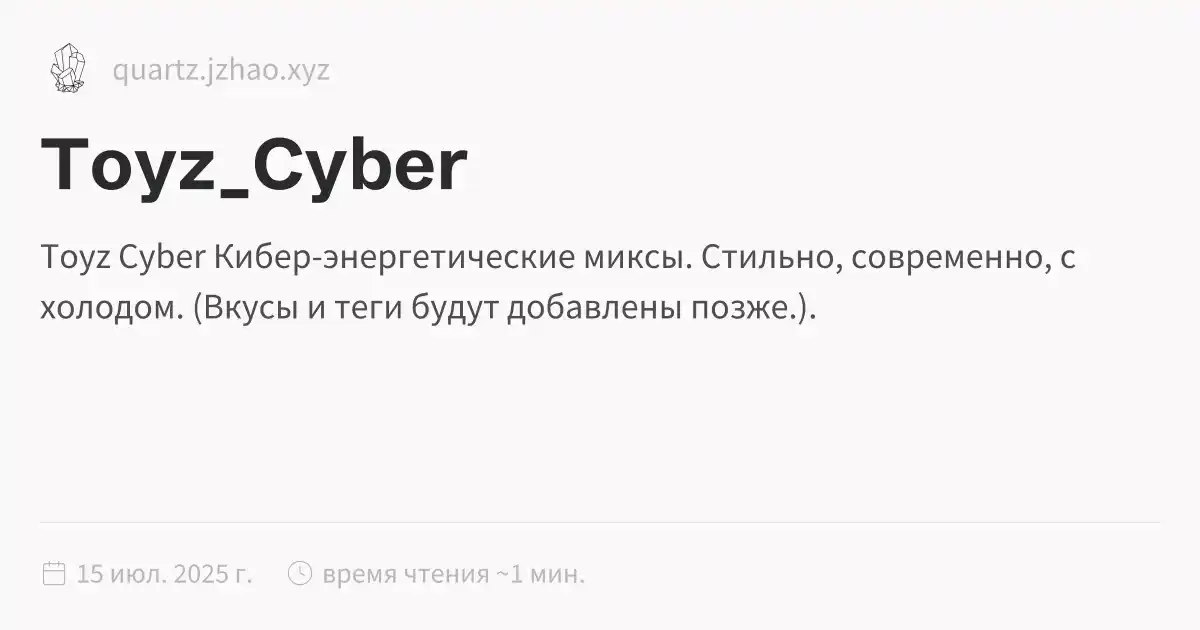 quartz.jzhao.xyz
Toyz_Cyber
Toyz Cyber Кибер-энергетические миксы. Стильно, современно, с
холодом. (Вкусы и теги будут добавлены позже.).
15 июл. 2025 г. время чтения ~1 мин.